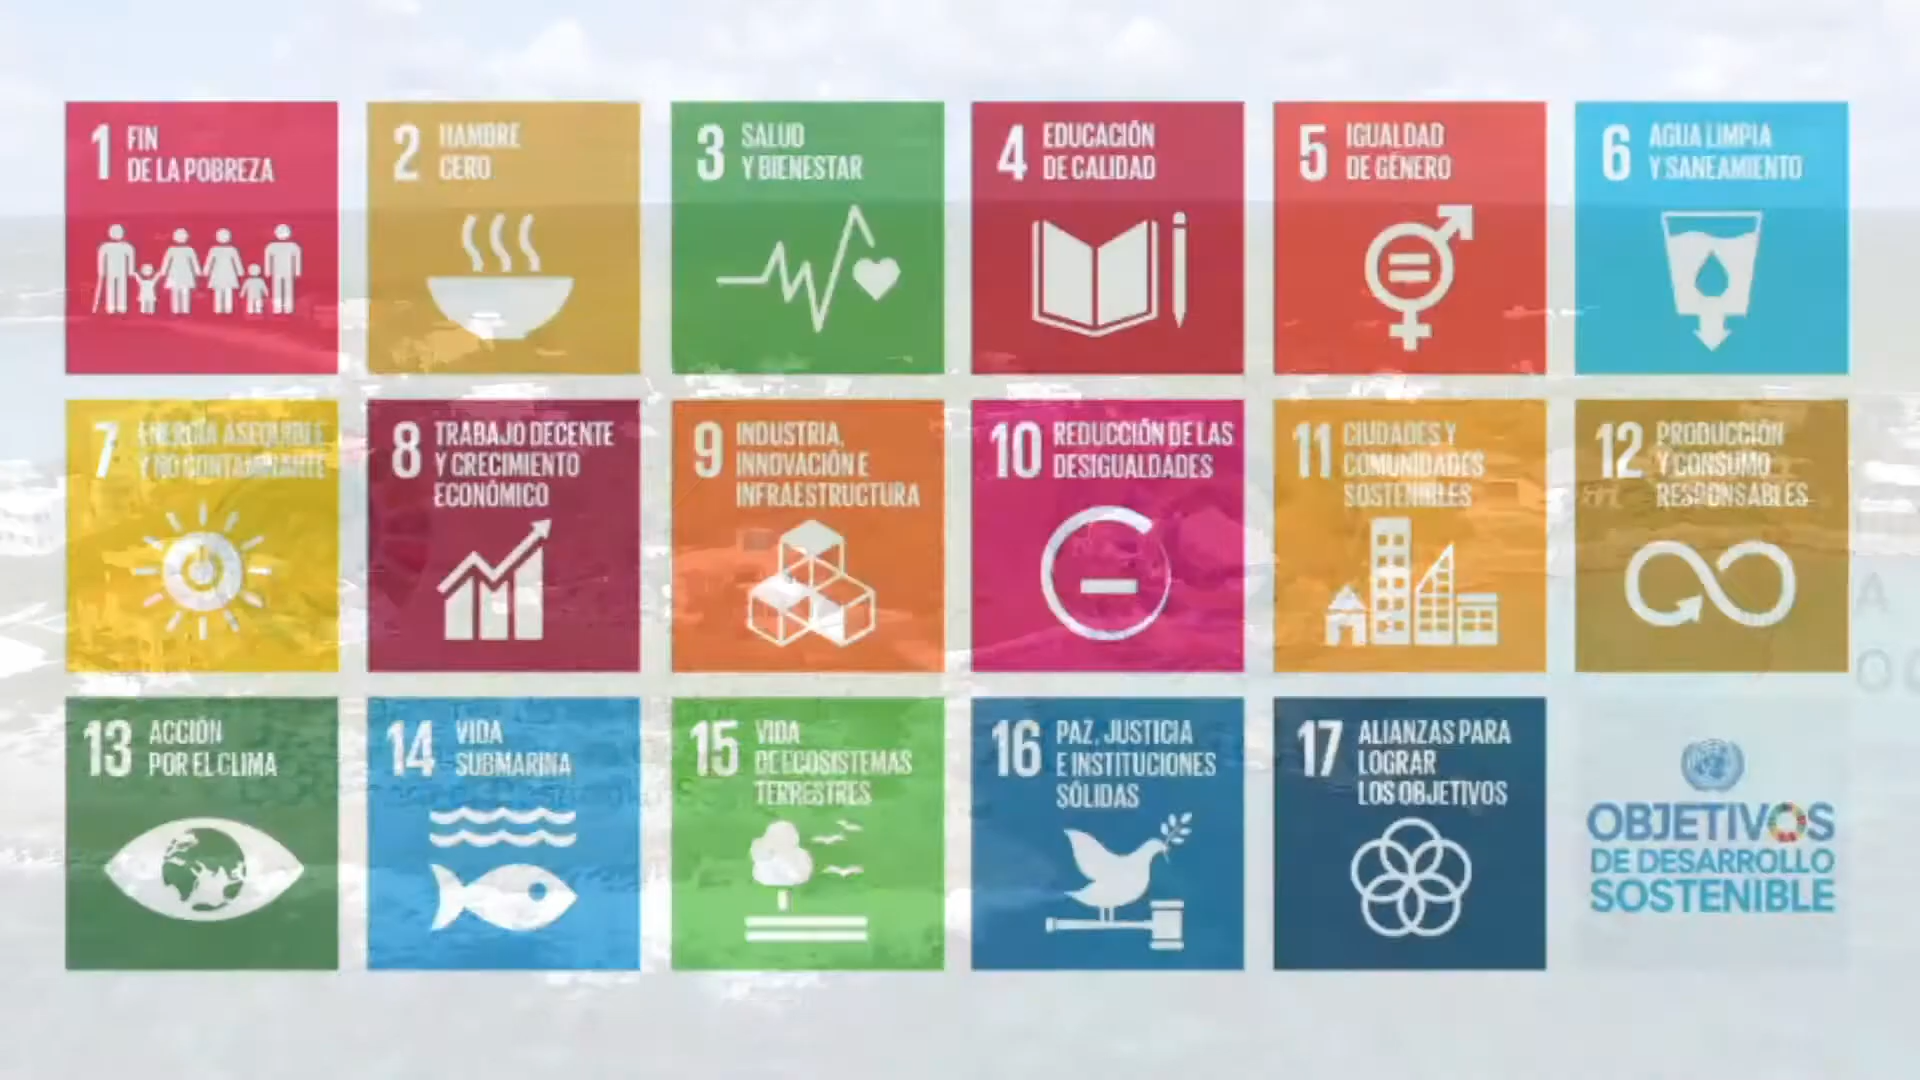 1 FIN
DE LA POBREZA
2 HAMBRE
CERO
3 SALUD
Y BIENESTAR
4 EDUCACIÓN
DE CALIDAD
5 IGUALDAD
DE GÉNERO
6 AGUA LIMPIA
Y SANEAMIENTO
7 ENERGÍA ASEQUIBLE
Y NO CONTAMINANTE
8 TRABAJO DECENTE
Y CRECIMIENTO
ECONÓMICO
9 INDUSTRIA,
INNOVACIÓN E
INFRAESTRUCTURA
10 REDUCCIÓN DE LAS
DESIGUALDADES
11 CIUDADES Y
COMUNIDADES
SOSTENIBLES
12 PRODUCCIÓN
Y CONSUMO
RESPONSABLES
13 ACCIÓN
POR EL CLIMA
14 VIDA
SUBMARINA
15 VIDA
DE ECOSISTEMAS
TERRESTRES
16 PAZ, JUSTICIA
E INSTITUCIONES
SÓLIDAS
17 ALIANZAS PARA
LOGRAR
LOS OBJETIVOS
OBJETIVOS
DE DESARROLLO
SOSTENIBLE